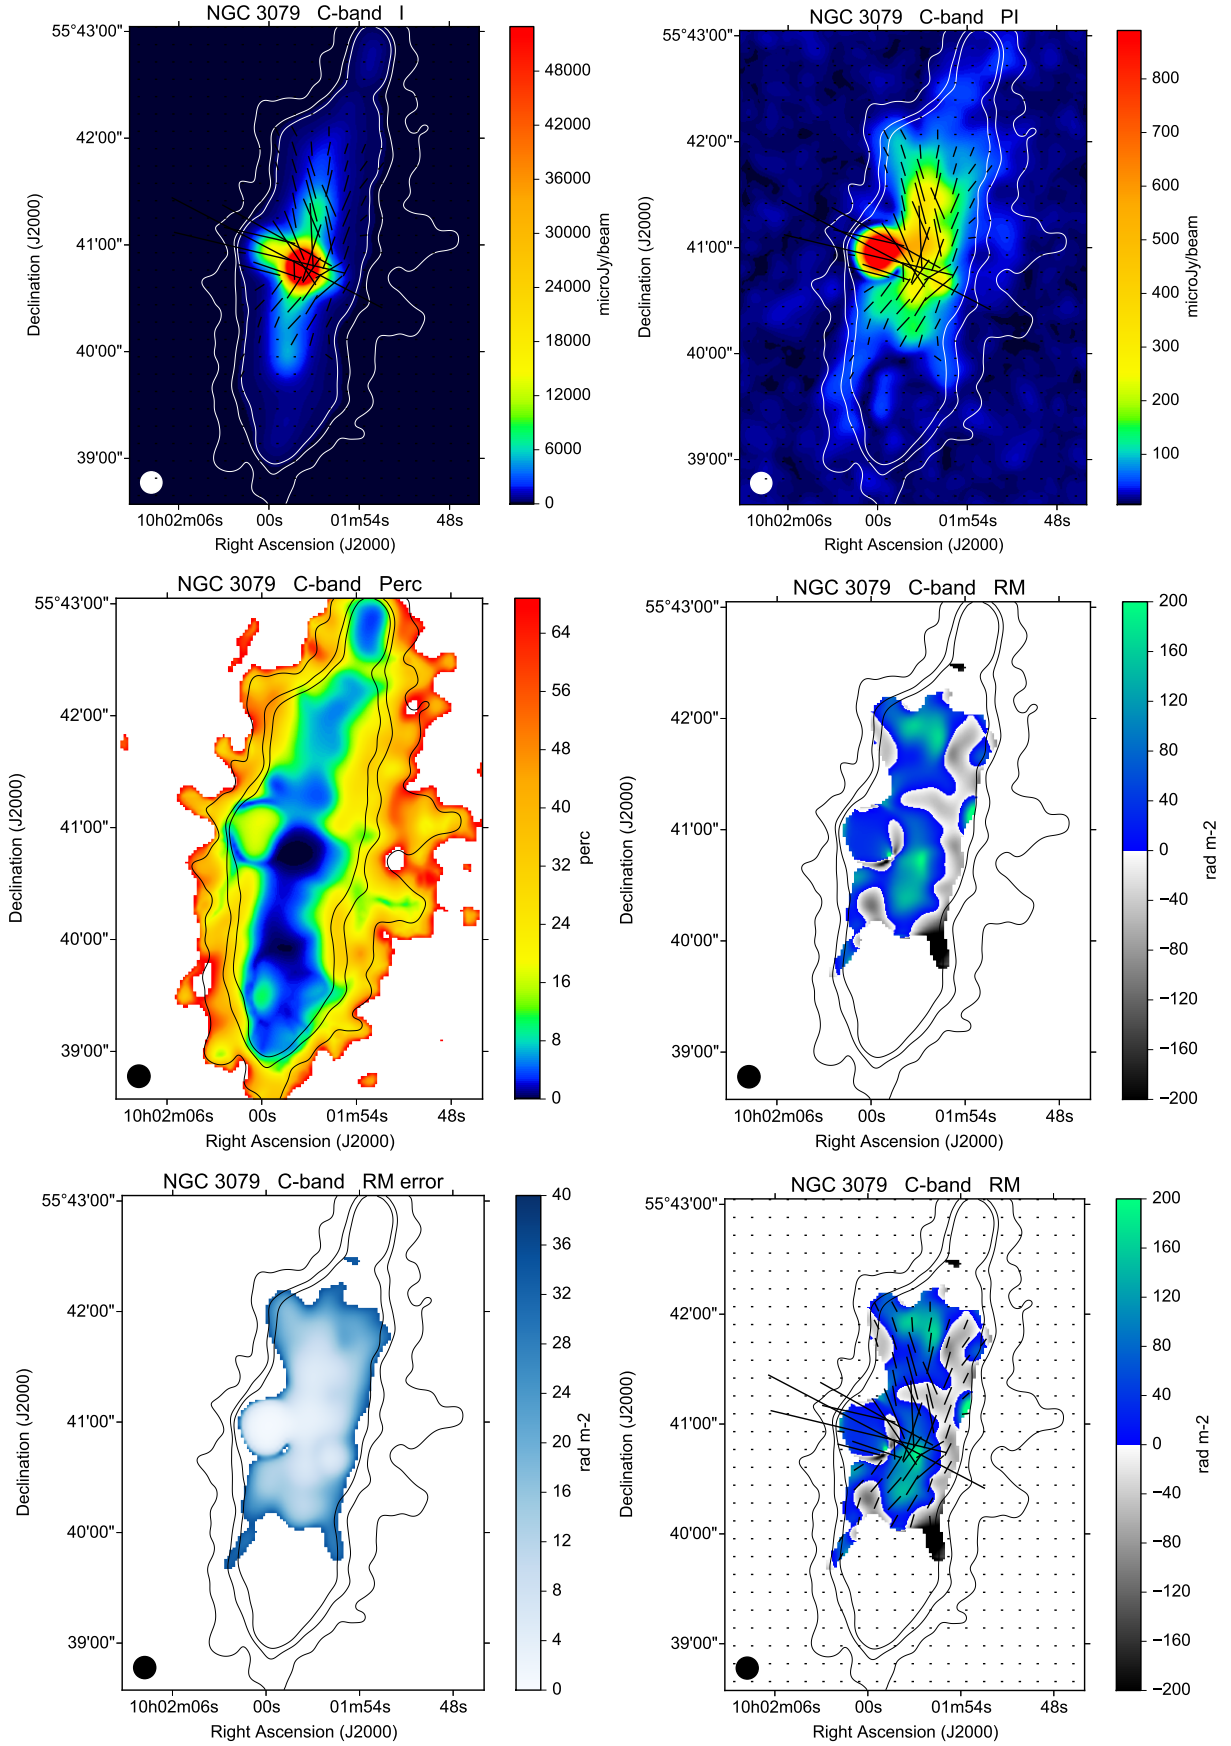 NGC 3079 C-band I
55°43'00"
42'00"
41'00"
40'00"
39'00"
Declination (J2000)
10h02m06s 00s 01m54s 48s
Right Ascension (J2000)
48000
42000
36000
30000
24000
18000
12000
6000
0
microJy/beam
NGC 3079 C-band PI
55°43'00"
42'00"
41'00"
40'00"
39'00"
Declination (J2000)
10h02m06s 00s 01m54s 48s
Right Ascension (J2000)
800
700
600
500
400
300
200
100
microJy/beam
NGC 3079 C-band Perc
55°43'00"
42'00"
41'00"
40'00"
39'00"
Declination (J2000)
10h02m06s 00s 01m54s 48s
Right Ascension (J2000)
64
56
48
40
32
24
16
8
0
perc
NGC 3079 C-band RM
55°43'00"
42'00"
41'00"
40'00"
39'00"
Declination (J2000)
10h02m06s 00s 01m54s 48s
Right Ascension (J2000)
200
160
120
80
40
0
−40
−80
−120
−160
−200
rad m-2
NGC 3079 C-band RM error
55°43'00"
42'00"
41'00"
40'00"
39'00"
Declination (J2000)
10h02m06s 00s 01m54s 48s
Right Ascension (J2000)
40
36
32
28
24
20
16
12
8
4
0
rad m-2
NGC 3079 C-band RM
55°43'00"
42'00"
41'00"
40'00"
39'00"
Declination (J2000)
10h02m06s 00s 01m54s 48s
Right Ascension (J2000)
200
160
120
80
40
0
−40
−80
−120
−160
−200
rad m-2